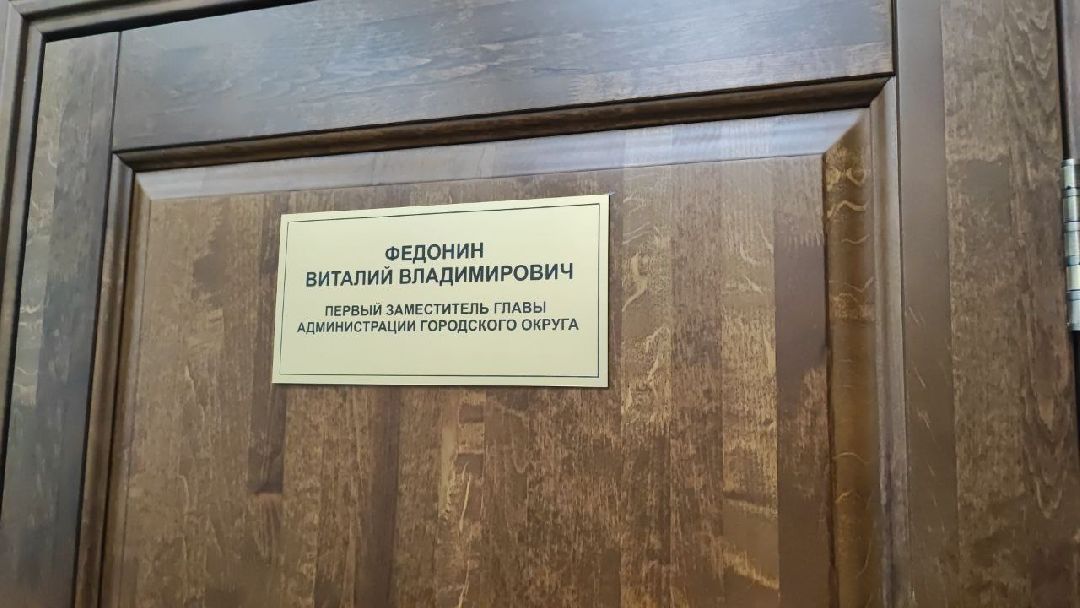 ФЕДОНИН
ВИТАЛИЙ ВЛАДИМИРОВИЧ
ПЕРВЫЙ ЗАМЕСТИТЕЛЬ ГЛАВЫ
АДМИНИСТРАЦИИ ГОРОДСКОГО ОКРУГА